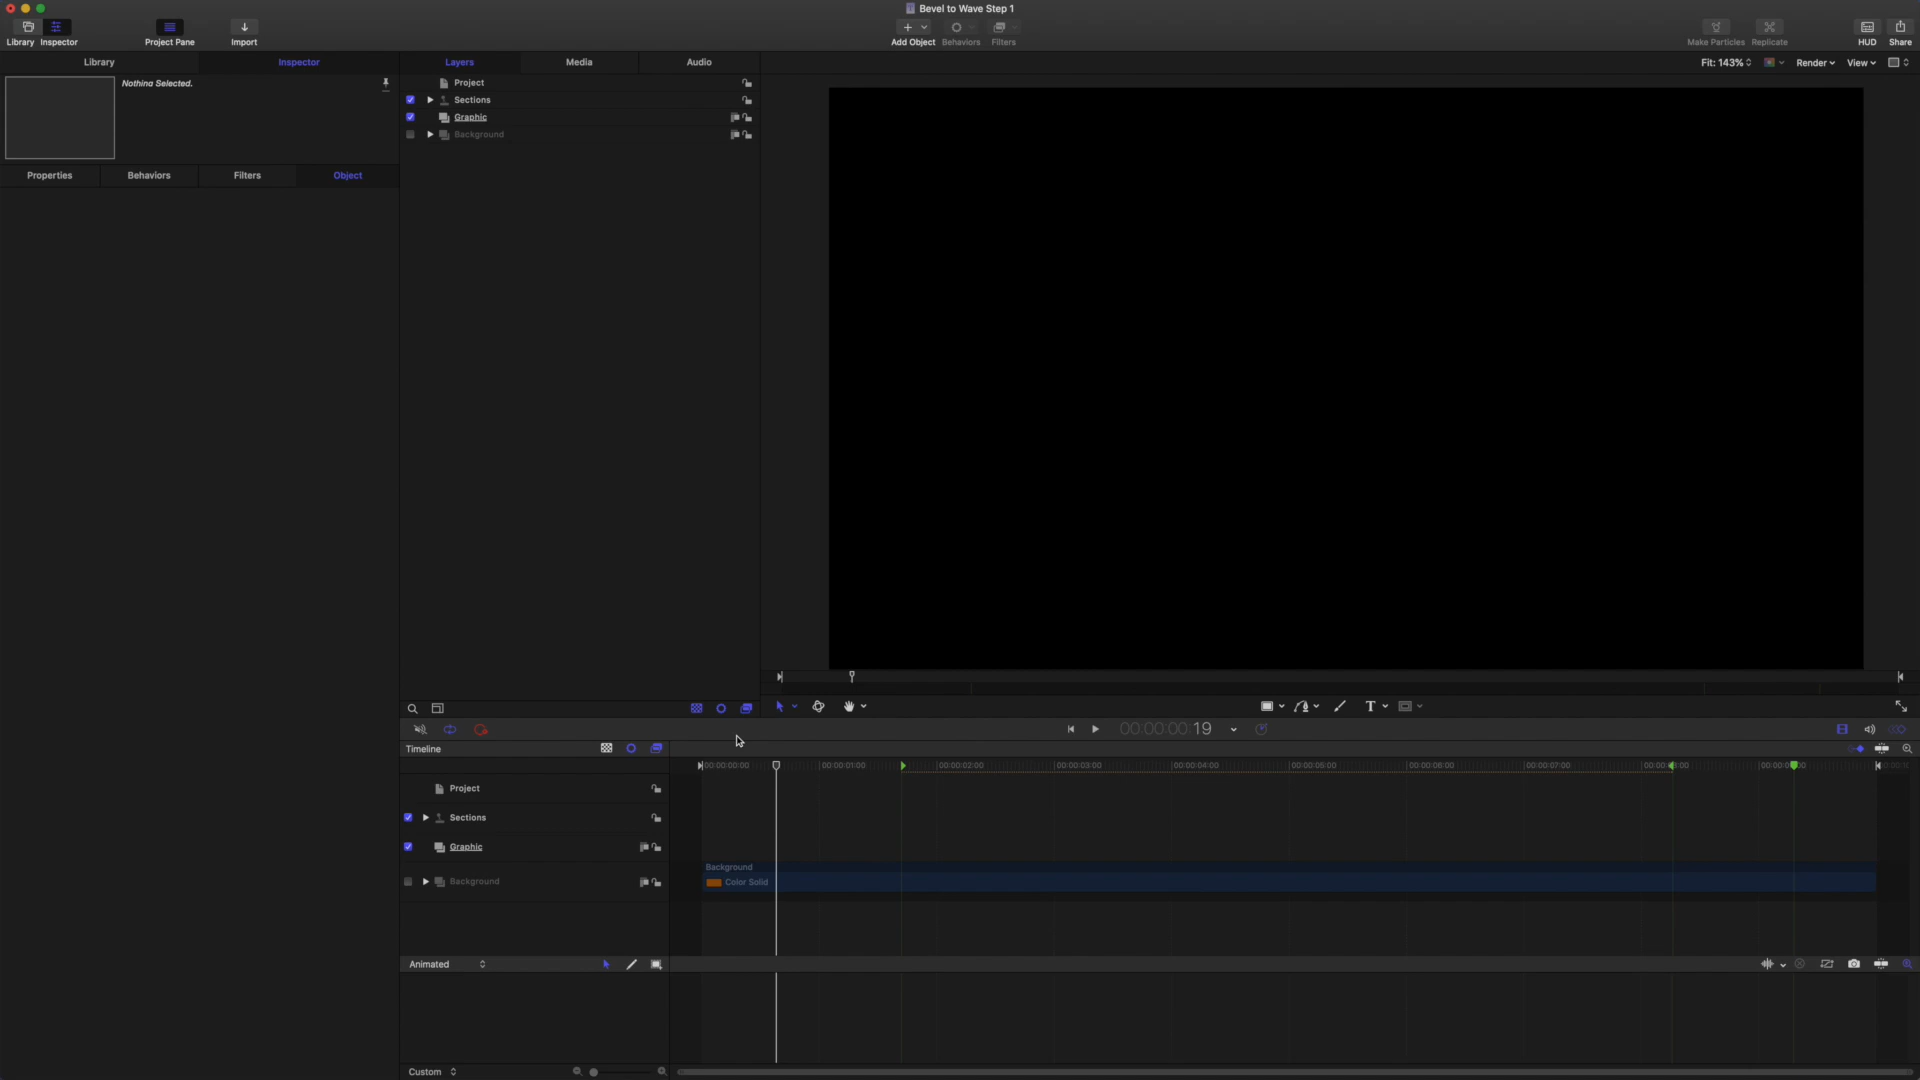 Bevel to Wave Step 1
Library
Inspector
Project Pane
Import
Add Object
Behaviors
Filters
Make Particles
Replicate
HUD
Share
Library
Inspector
Layers
Media
Audio
Fit: 143%
Render
View
Nothing Selected.
Project
Sections
Graphic
Background
Properties
Behaviors
Filters
Object
00:00:00:19
Timeline
00:00:00:00
00:00:01:00
00:00:02:00
00:00:03:00
00:00:04:00
00:00:05:00
00:00:06:00
00:00:07:00
Project
Sections
Graphic
Background
Background
Color Solid
Animated
Custom